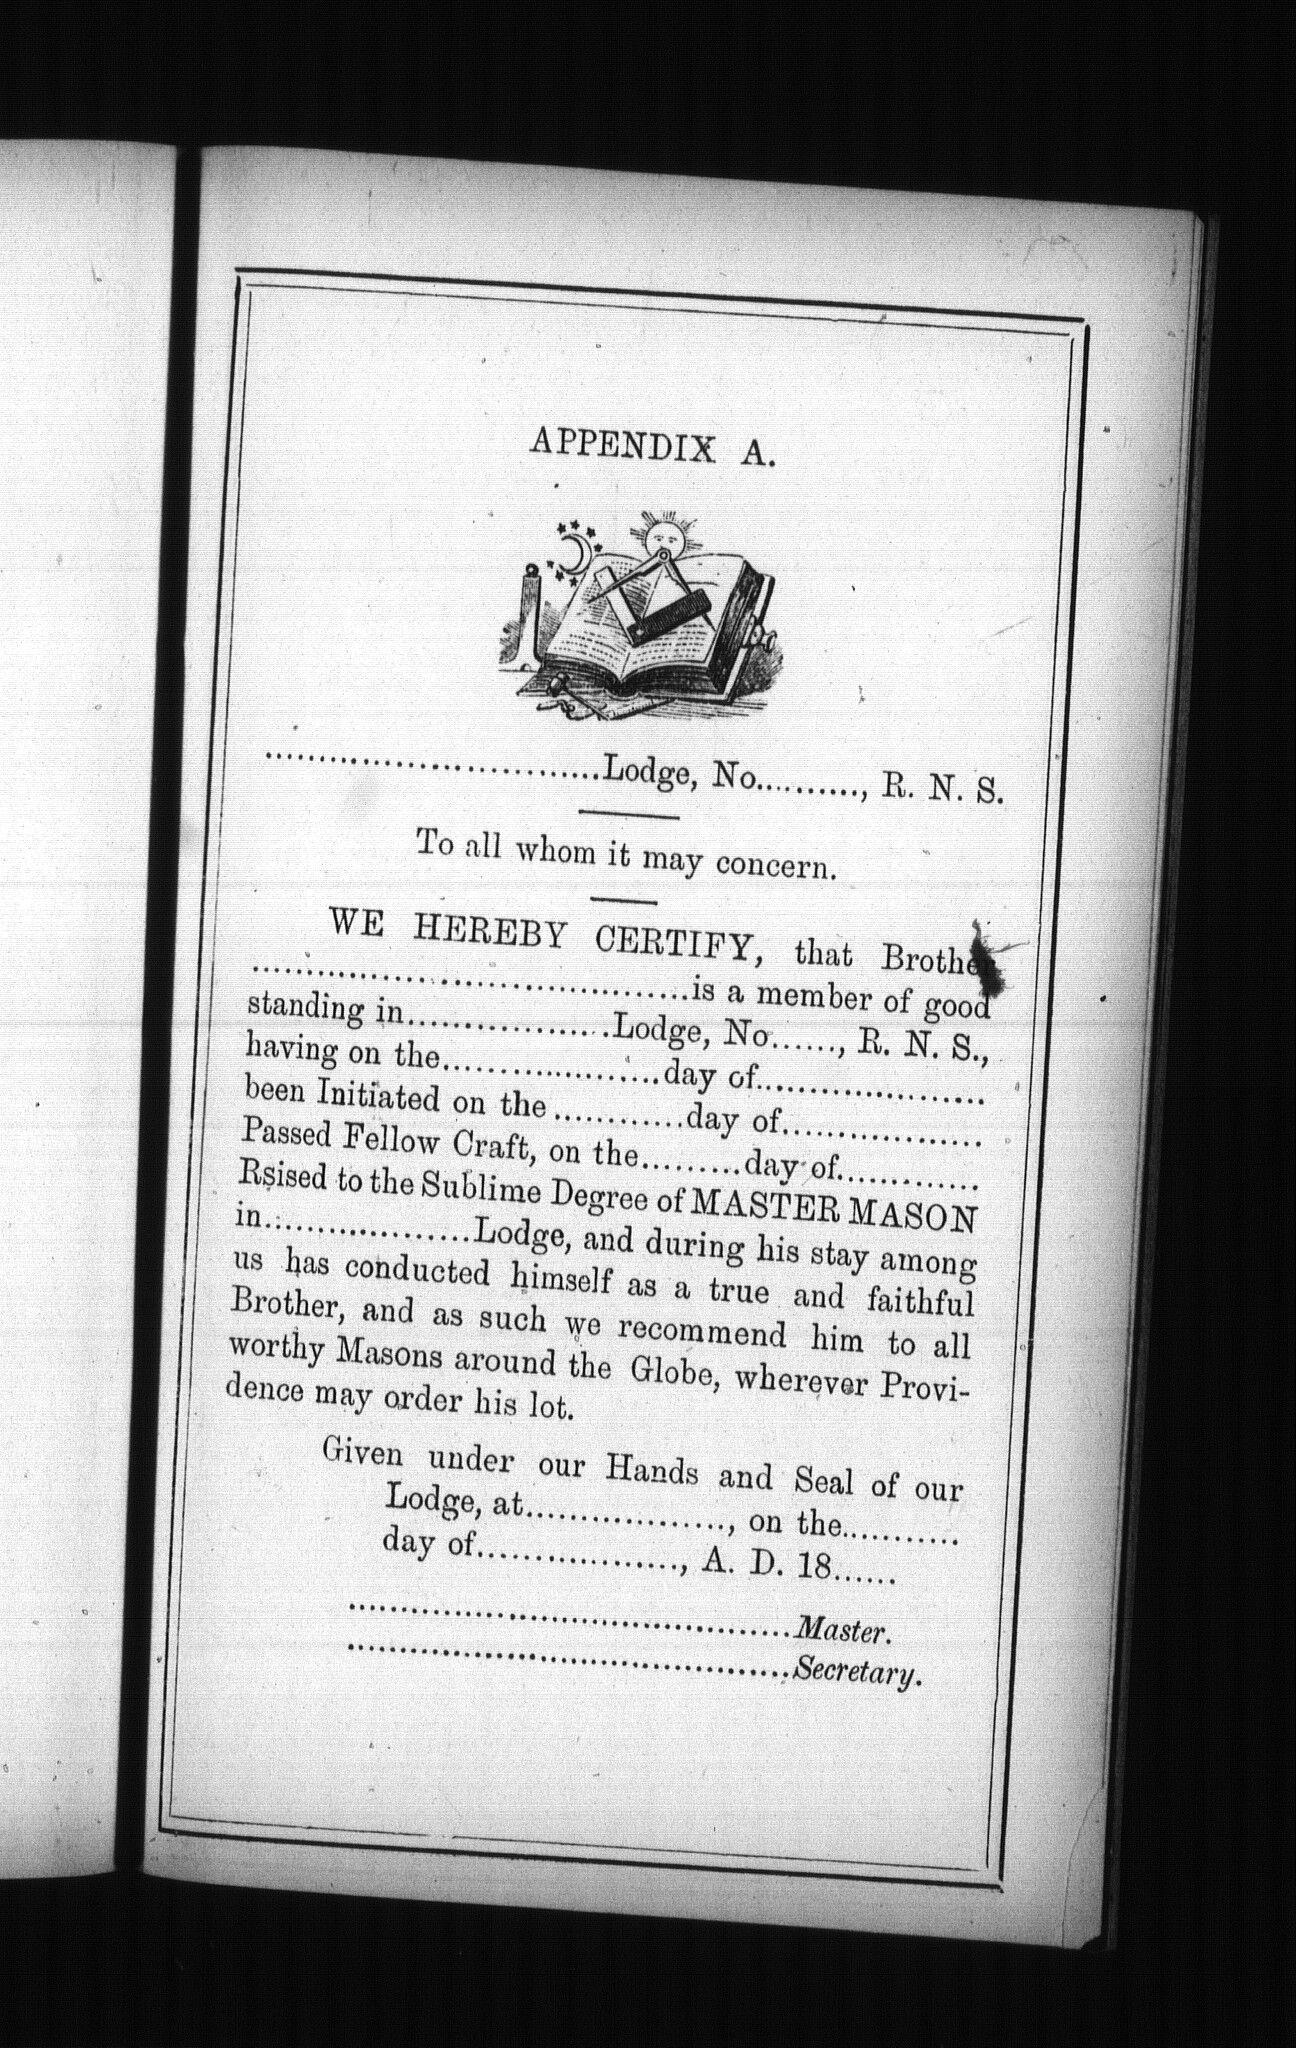 APPENDIX A.
..............................Lodge, No.........., R. N. S.
To all whom it may concern.
WE HEREBY CERTIFY, that Brother
........................................is a member of good
standing in..................Lodge, No......, R. N. S.,
having on the...................day of....................
been Initiated on the ............day of..................
Passed Fellow Craft, on the.........day of.............
Rsised to the Sublime Degree of MASTER MASON
in..................Lodge, and during his stay among
us has conducted himself as a true and faithful
Brother, and as such we recommend him to all
worthy Masons around the Globe, wherever Provi-
dence may order his lot.
Given under our Hands and Seal of our
Lodge, at.................., on the...........
day of.................., A. D. 18......
........................................Master.
........................................Secretary.